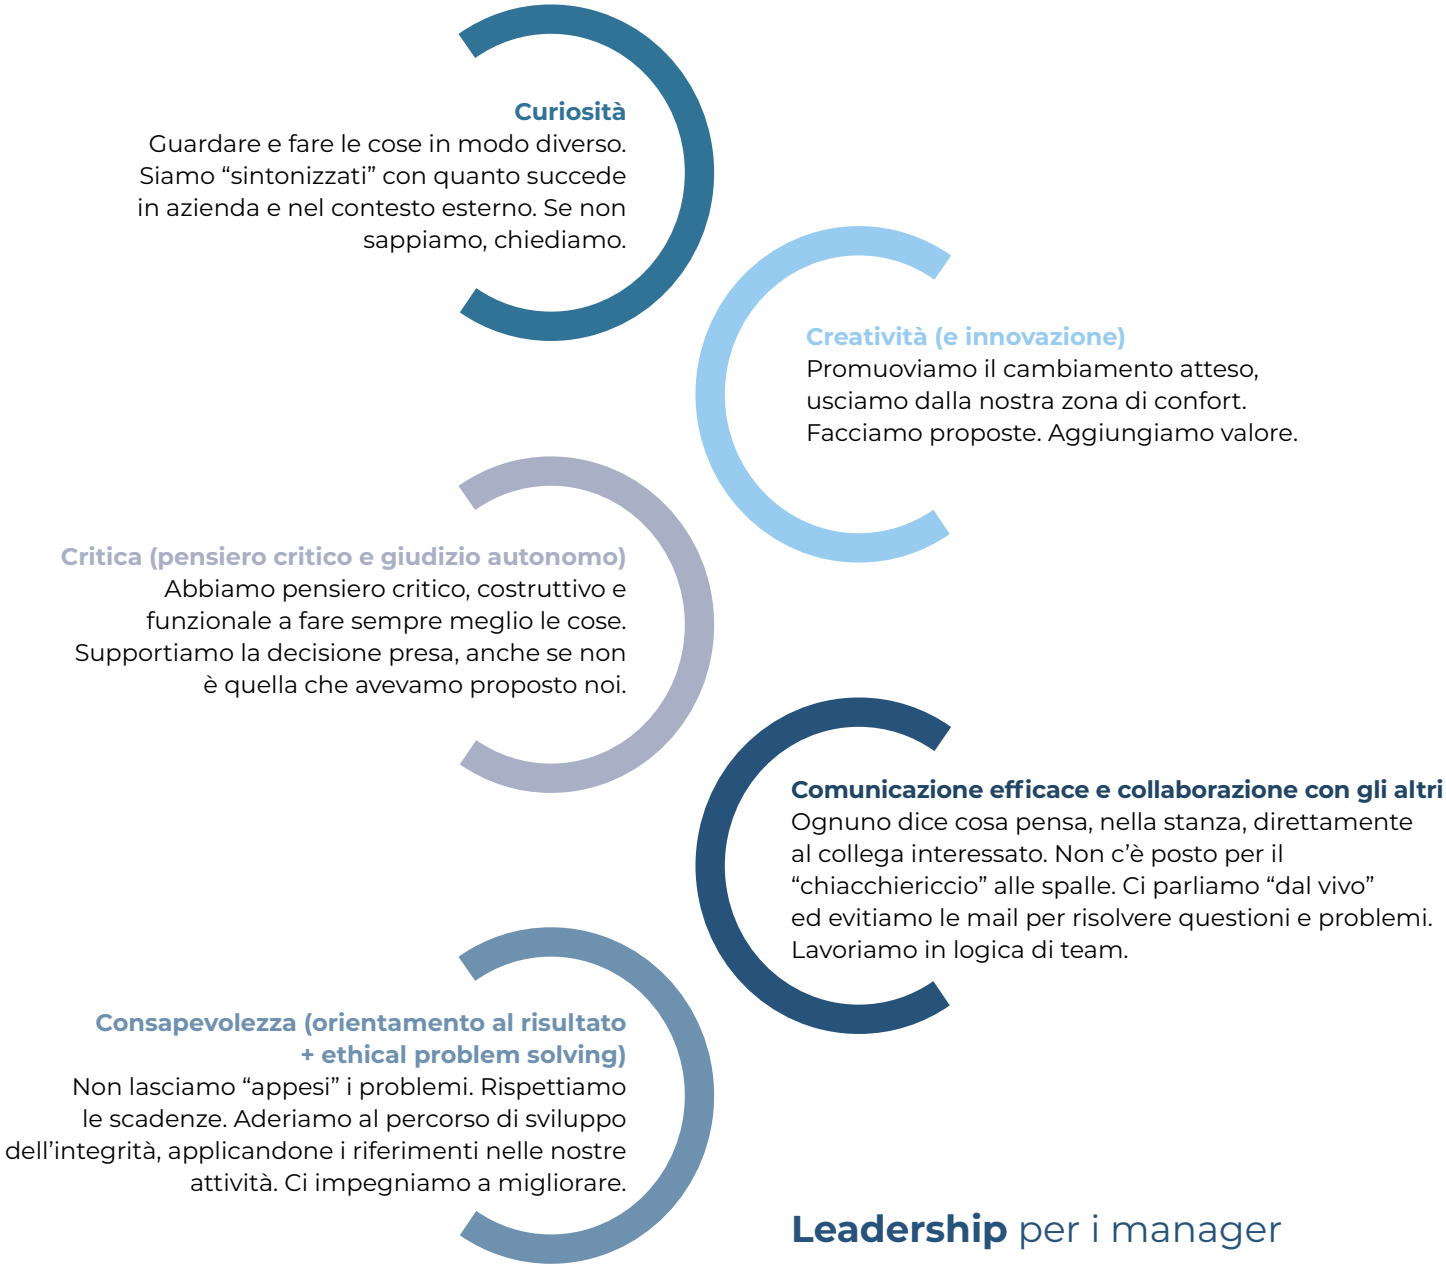 Curiosità
Guardare e fare le cose in modo diverso.
Siamo “sintonizzati” con quanto succede
in azienda e nel contesto esterno. Se non
sappiamo, chiediamo.
Creatività (e innovazione)
Promuoviamo il cambiamento atteso,
usciamo dalla nostra zona di confort.
Facciamo proposte. Aggiungiamo valore.
Critica (pensiero critico e giudizio autonomo)
Abbiamo pensiero critico, costruttivo e
funzionale a fare sempre meglio le cose.
Supportiamo la decisione presa, anche se non
è quella che avevamo proposto noi.
Comunicazione efficace e collaborazione con gli altri
Ognuno dice cosa pensa, nella stanza, direttamente
al collega interessato. Non c’è posto per il
“chiacchiericcio” alle spalle. Ci parliamo “dal vivo”
ed evitiamo le mail per risolvere questioni e problemi.
Lavoriamo in logica di team.
Consapevolezza (orientamento al risultato
+ ethical problem solving)
Non lasciamo “appesi” i problemi. Rispettiamo
le scadenze. Aderiamo al percorso di sviluppo
dell’integrità, applicandone i riferimenti nelle nostre
attività. Ci impegniamo a migliorare.
Leadership per i manager